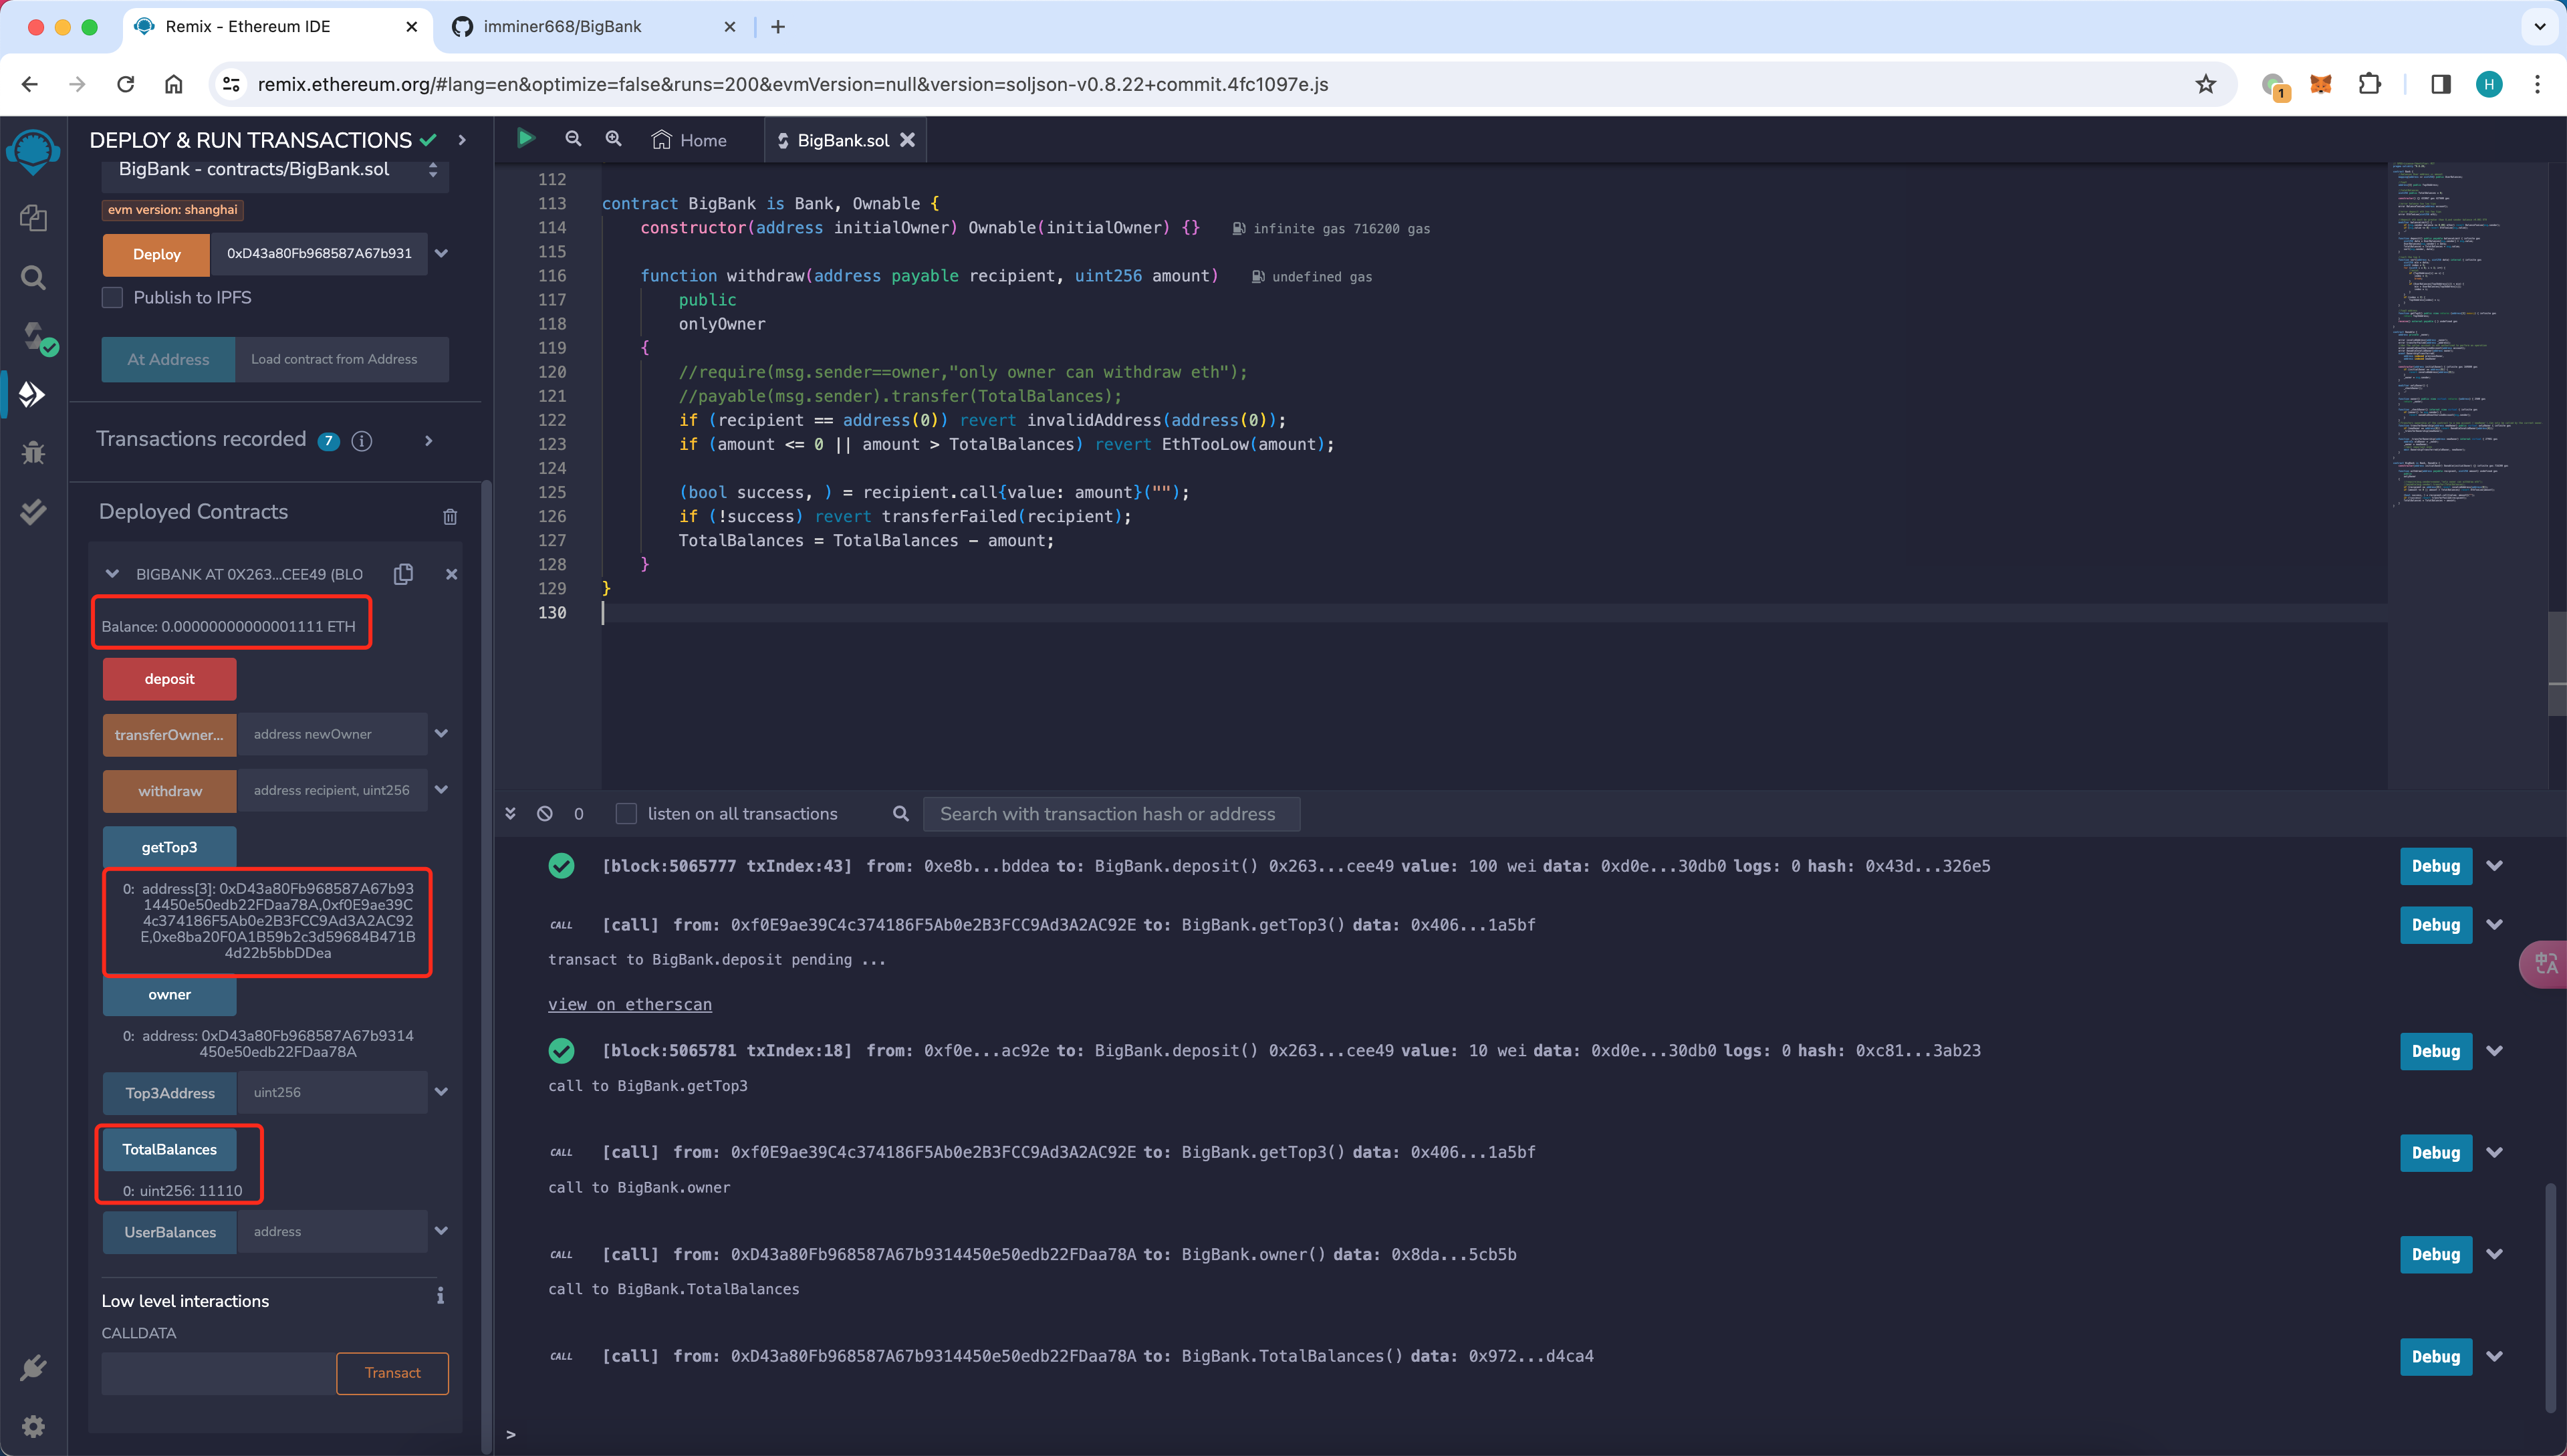 Remix - Ethereum IDE
imminer668/BigBank
remix.ethereum.org/#lang=en&optimize=false&runs=200&evmVersion=null&version=soljson-v0.8.22+commit.4fc1097e.js
1
H
DEPLOY & RUN TRANSACTIONS
BigBank - contracts/BigBank.sol
evm version: shanghai
Deploy
0xD43a80Fb968587A67b931
Publish to IPFS
At Address
Load contract from Address
Transactions recorded 7 i
Deployed Contracts
BIGBANK AT 0X263...CEE49 (BLO
Balance: 0.00000000000001111 ETH
deposit
transferOwner...
address newOwner
withdraw
address recipient, uint256
getTop3
0: address[3]: 0xD43a80Fb968587A67b93
14450e50edb22FDaa78A,0xf0E9ae39C
4c374186F5Ab0e2B3FCC9Ad3A2AC92
E,0xe8ba20F0A1B59b2c3d59684B471B
4d22b5bbDDea
owner
0: address: 0xD43a80Fb968587A67b9314
450e50edb22FDaa78A
Top3Address
uint256
TotalBalances
0: uint256: 11110
UserBalances
address
Low level interactions
i
CALLDATA
Transact
Home
BigBank.sol
112
113 contract BigBank is Bank, Ownable {
114 constructor(address initialOwner) Ownable(initialOwner) {} infinite gas 716200 gas
115
116 function withdraw(address payable recipient, uint256 amount) undefined gas
117 public
118 onlyOwner
119 {
120 //require(msg.sender==owner,"only owner can withdraw eth");
121 //payable(msg.sender).transfer(TotalBalances);
122 if (recipient == address(0)) revert invalidAddress(address(0));
123 if (amount <= 0 || amount > TotalBalances) revert EthTooLow(amount);
124
125 (bool success, ) = recipient.call{value: amount}("");
126 if (!success) revert transferFailed(recipient);
127 TotalBalances = TotalBalances - amount;
128 }
129 }
130
0
listen on all transactions
Search with transaction hash or address
[block:5065777 txIndex:43] from: 0xe8b...bddea to: BigBank.deposit() 0x263...cee49 value: 100 wei data: 0xd0e...30db0 logs: 0 hash: 0x43d...326e5
Debug
CALL [call] from: 0xf0E9ae39C4c374186F5Ab0e2B3FCC9Ad3A2AC92E to: BigBank.getTop3() data: 0x406...1a5bf
Debug
transact to BigBank.deposit pending ...
view on etherscan
[block:5065781 txIndex:18] from: 0xf0e...ac92e to: BigBank.deposit() 0x263...cee49 value: 10 wei data: 0xd0e...30db0 logs: 0 hash: 0xc81...3ab23
Debug
call to BigBank.getTop3
CALL [call] from: 0xf0E9ae39C4c374186F5Ab0e2B3FCC9Ad3A2AC92E to: BigBank.getTop3() data: 0x406...1a5bf
Debug
call to BigBank.owner
CALL [call] from: 0xD43a80Fb968587A67b9314450e50edb22FDaa78A to: BigBank.owner() data: 0x8da...5cb5b
Debug
call to BigBank.TotalBalances
CALL [call] from: 0xD43a80Fb968587A67b9314450e50edb22FDaa78A to: BigBank.TotalBalances() data: 0x972...d4ca4
Debug
>